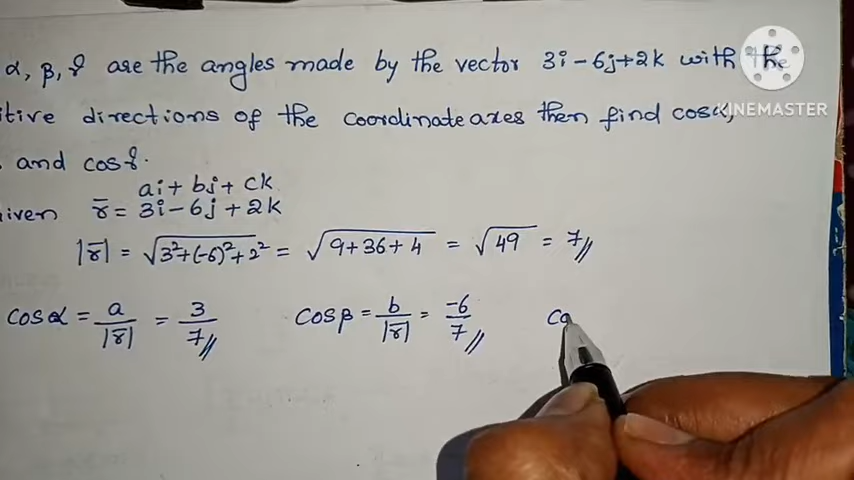 α, β, γ are the angles made by the vector 3i - 6j + 2k with the
itive directions of the coordinate axes then find cosα,
and cosγ.
ai + bj + ck
iven r̅ = 3i - 6j + 2k
|r̅| = √3²+(-6)²+2² = √9+36+4 = √49 = 7//
cosα = a/|r̅| = 3/7// cosβ = b/|r̅| = -6/7// co
KINEMASTER